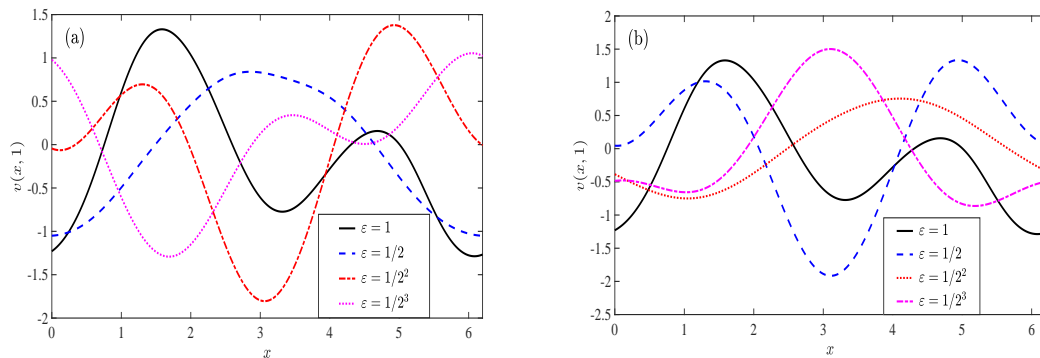 (a)
1.5
1
0.5
0
-0.5
-1
-1.5
-2
v(x, 1)
0 1 2 3 4 5 6
x
ε = 1
ε = 1/2
ε = 1/2²
ε = 1/2³
(b)
2
1.5
1
0.5
0
-0.5
-1
-1.5
-2
-2.5
v(x, 1)
0 1 2 3 4 5 6
x
ε = 1
ε = 1/2
ε = 1/2²
ε = 1/2³